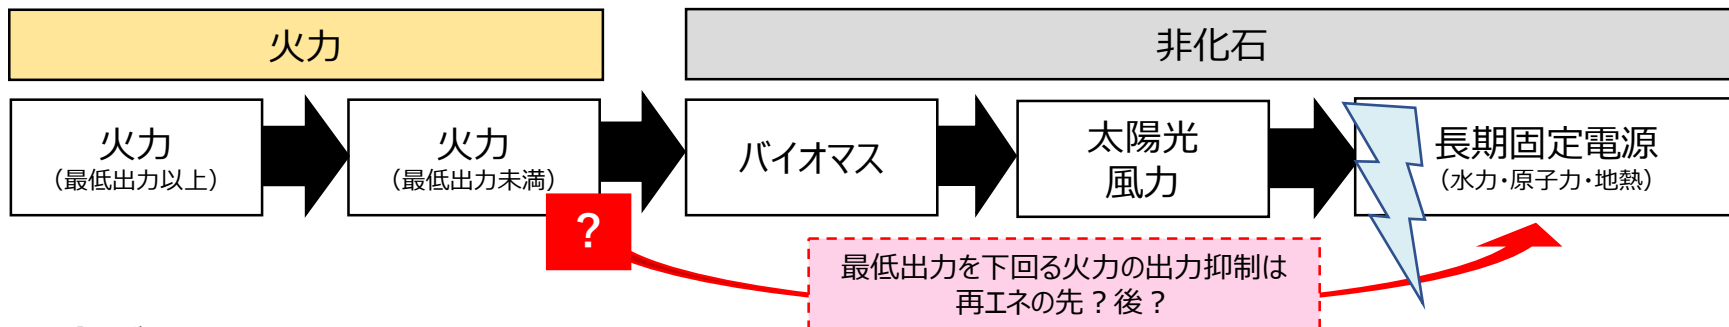 火力
非化石
火力
（最低出力以上）
火力
（最低出力未満）
バイオマス
太陽光
風力
長期固定電源
（水力・原子力・地熱）
？
最低出力を下回る火力の出力抑制は
再エネの先？後？